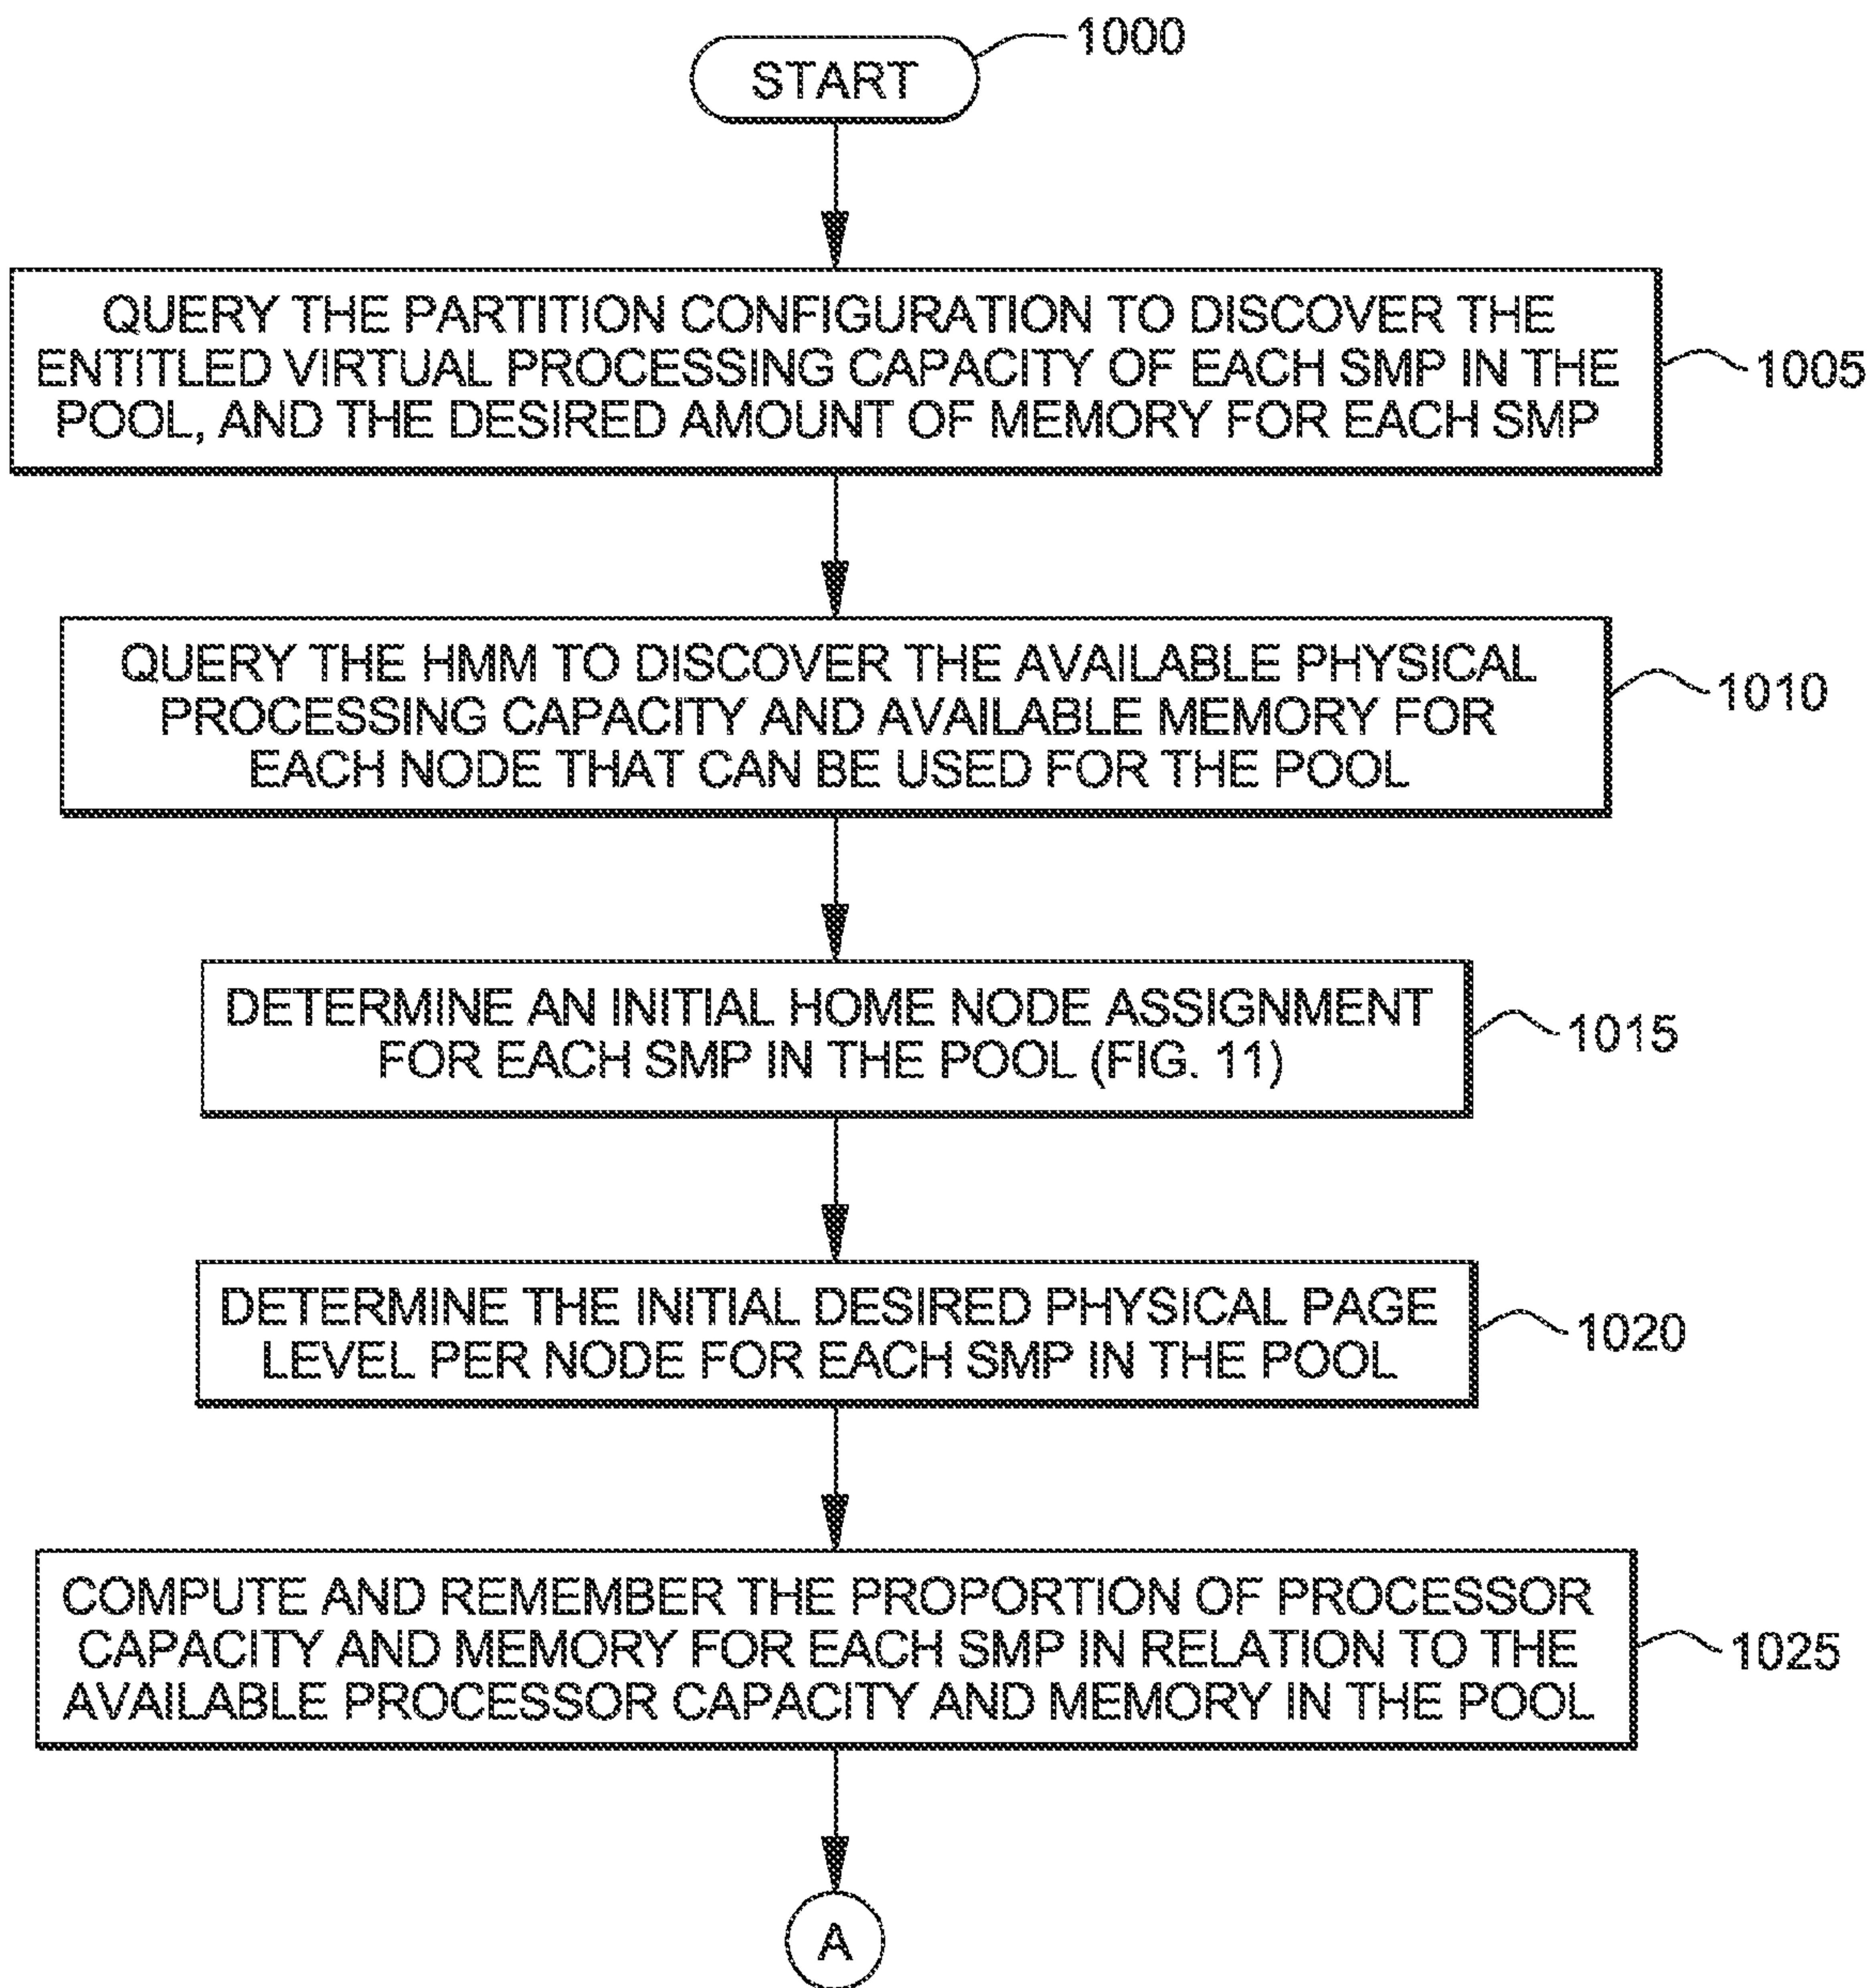 1000
START
QUERY THE PARTITION CONFIGURATION TO DISCOVER THE
ENTITLED VIRTUAL PROCESSING CAPACITY OF EACH SMP IN THE
POOL, AND THE DESIRED AMOUNT OF MEMORY FOR EACH SMP
1005
QUERY THE HMM TO DISCOVER THE AVAILABLE PHYSICAL
PROCESSING CAPACITY AND AVAILABLE MEMORY FOR
EACH NODE THAT CAN BE USED FOR THE POOL
1010
DETERMINE AN INITIAL HOME NODE ASSIGNMENT
FOR EACH SMP IN THE POOL (FIG. 11)
1015
DETERMINE THE INITIAL DESIRED PHYSICAL PAGE
LEVEL PER NODE FOR EACH SMP IN THE POOL
1020
COMPUTE AND REMEMBER THE PROPORTION OF PROCESSOR
CAPACITY AND MEMORY FOR EACH SMP IN RELATION TO THE
AVAILABLE PROCESSOR CAPACITY AND MEMORY IN THE POOL
1025
A